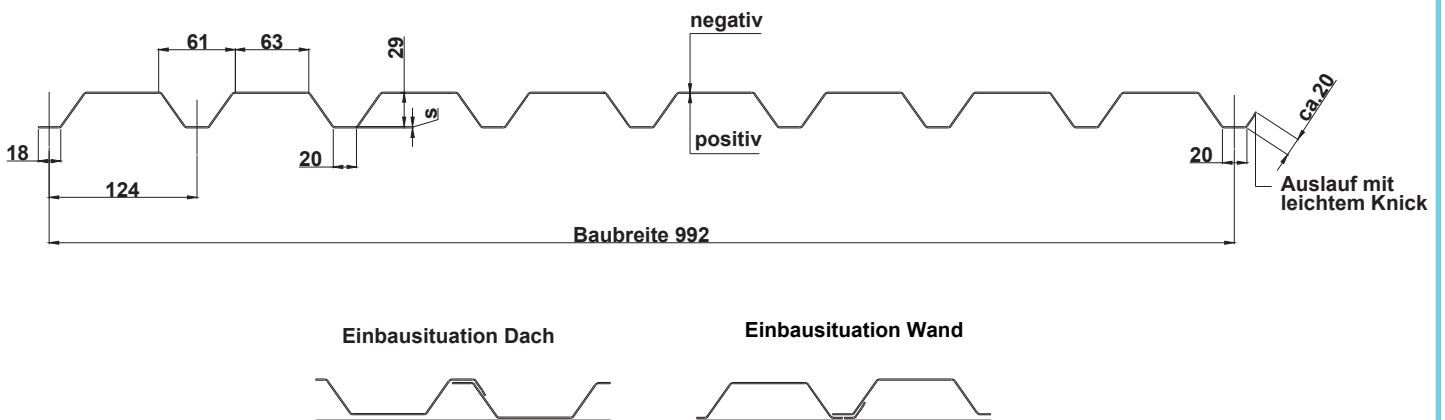 negativ
61
63
29
s
ca.20
positiv
18
20
20
124
Auslauf mit
leichtem Knick
Baubreite 992
Einbausituation Dach
Einbausituation Wand